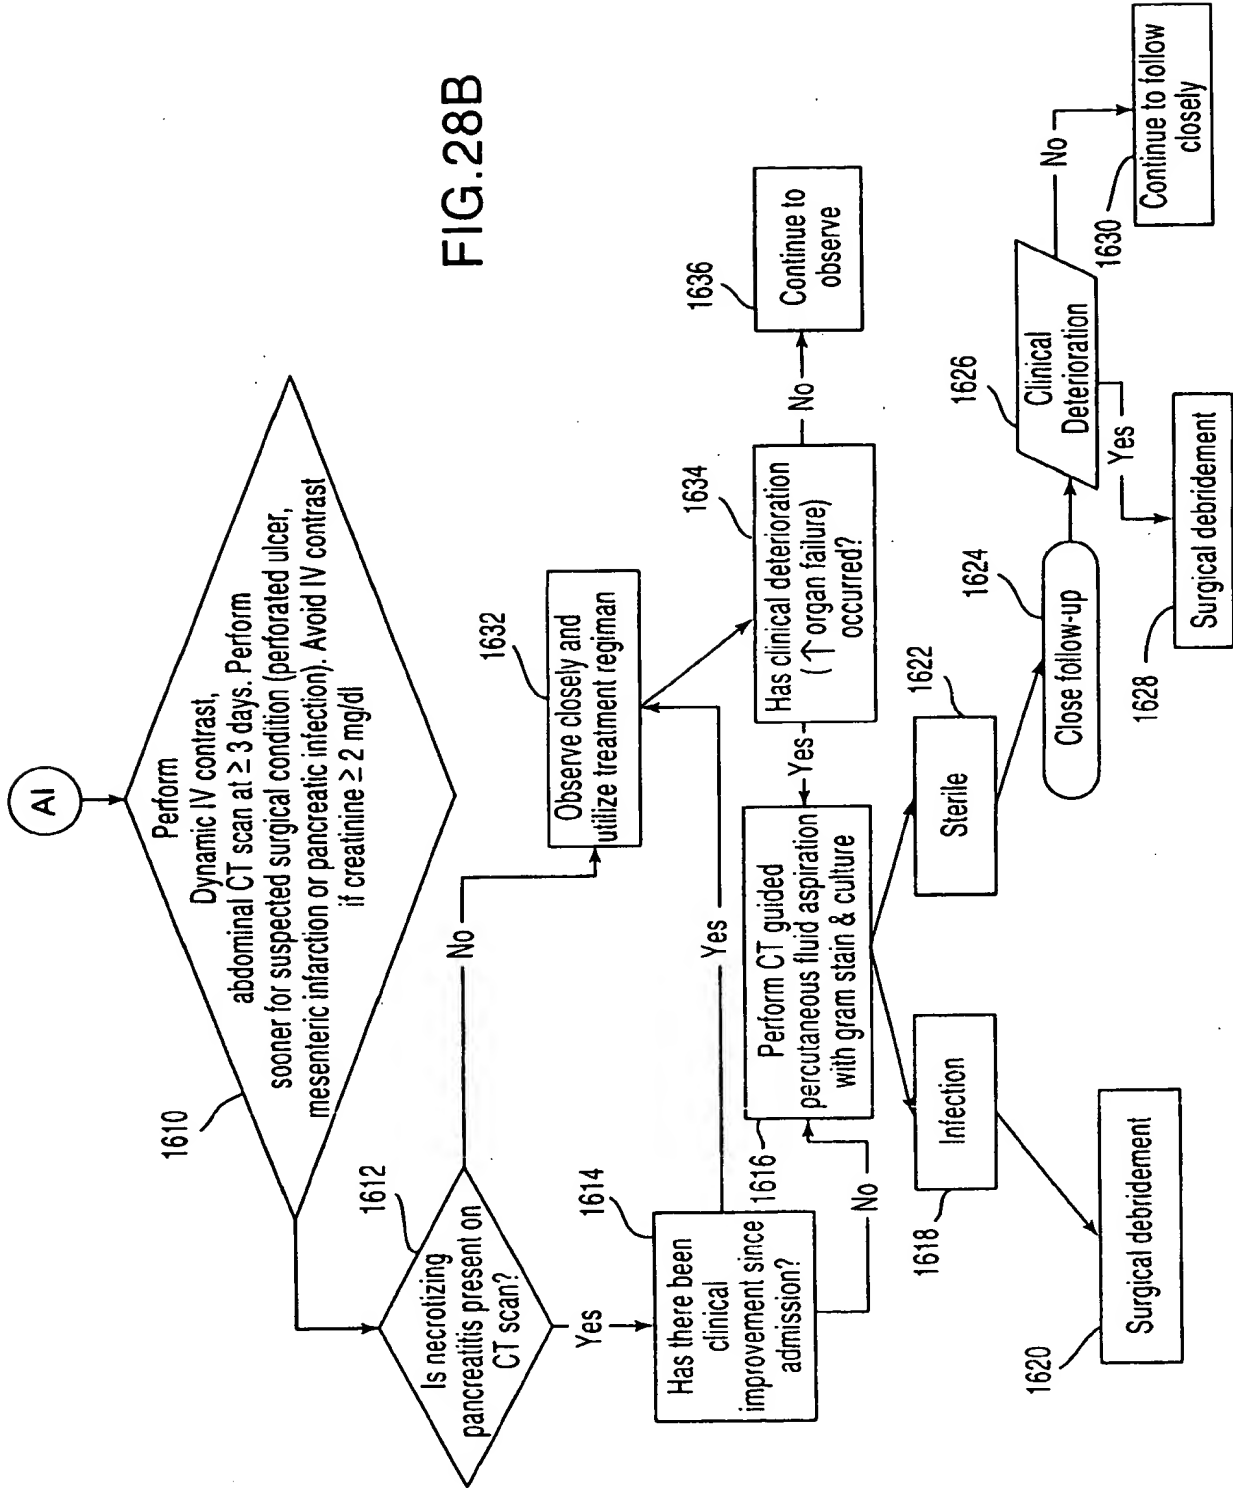 FIG.28B
AI
Perform
Dynamic IV contrast,
abdominal CT scan at ≥ 3 days. Perform
sooner for suspected surgical condition (perforated ulcer,
mesenteric infarction or pancreatic infection). Avoid IV contrast
if creatinine ≥ 2 mg/dl
1610
1612
Is necrotizing
pancreatitis present on
CT scan?
No
Yes
1632
Observe closely and
utilize treatment regiman
1614
Has there been
clinical
improvement since
admission?
Yes
No
1634
Has clinical deterioration
(↑ organ failure)
occurred?
No
Yes
1636
Continue to
observe
1616
Perform CT guided
percutaneous fluid aspiration
with gram stain & culture
1618
Infection
1622
Sterile
1620
Surgical debridement
1624
Close follow-up
1626
Clinical
Deterioration
No
Yes
1628
Surgical debridement
1630
Continue to follow
closely